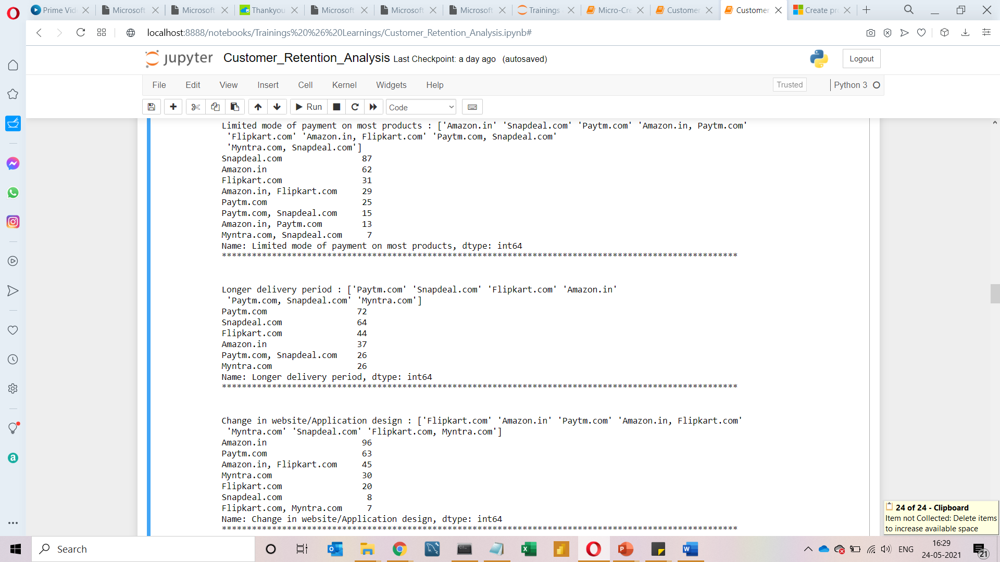 Prime Vid
Microsoft
Microsoft
Thankyou
Microsoft
Microsoft
Microsoft
Trainings
Micro-Cre
Customer
Customer
Create pr
localhost:8888/notebooks/Trainings%20%26%20Learnings/Customer_Retention_Analysis.ipynb#
jupyter Customer_Retention_Analysis Last Checkpoint: a day ago (autosaved)
Logout
File Edit View Insert Cell Kernel Widgets Help
Trusted
Python 3
Run
Code
Limited mode of payment on most products : ['Amazon.in' 'Snapdeal.com' 'Paytm.com' 'Amazon.in, Paytm.com'
'Flipkart.com' 'Amazon.in, Flipkart.com' 'Paytm.com, Snapdeal.com'
'Myntra.com, Snapdeal.com']
Snapdeal.com 87
Amazon.in 62
Flipkart.com 31
Amazon.in, Flipkart.com 29
Paytm.com 25
Paytm.com, Snapdeal.com 15
Amazon.in, Paytm.com 13
Myntra.com, Snapdeal.com 7
Name: Limited mode of payment on most products, dtype: int64
*******************************************************************************************************
Longer delivery period : ['Paytm.com' 'Snapdeal.com' 'Flipkart.com' 'Amazon.in'
'Paytm.com, Snapdeal.com' 'Myntra.com']
Paytm.com 72
Snapdeal.com 64
Flipkart.com 44
Amazon.in 37
Paytm.com, Snapdeal.com 26
Myntra.com 26
Name: Longer delivery period, dtype: int64
*******************************************************************************************************
Change in website/Application design : ['Flipkart.com' 'Amazon.in' 'Paytm.com' 'Amazon.in, Flipkart.com'
'Myntra.com' 'Snapdeal.com' 'Flipkart.com, Myntra.com']
Amazon.in 96
Paytm.com 63
Amazon.in, Flipkart.com 45
Myntra.com 30
Flipkart.com 20
Snapdeal.com 8
Flipkart.com, Myntra.com 7
Name: Change in website/Application design, dtype: int64
*******************************************************************************************************
24 of 24 - Clipboard
Item not Collected: Delete items
to increase available space
Search
ENG
16:29
24-05-2021
21